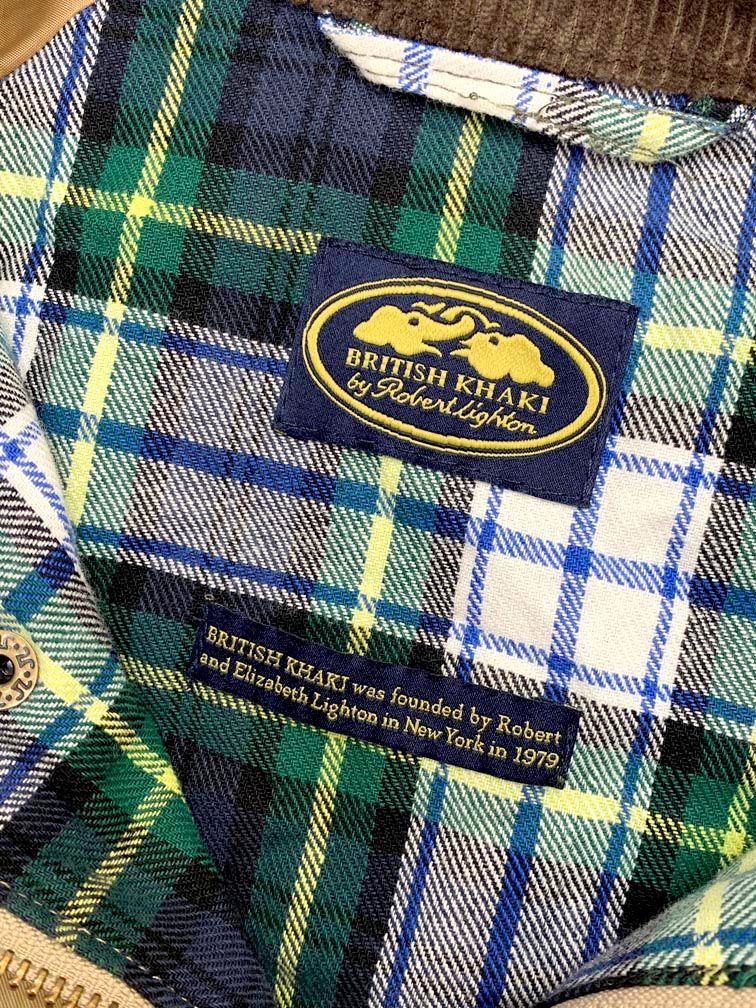 BRITISH KHAKI
by Robert Lighton
BRITISH KHAKI was founded by Robert
and Elizabeth Lighton in New York in 1979